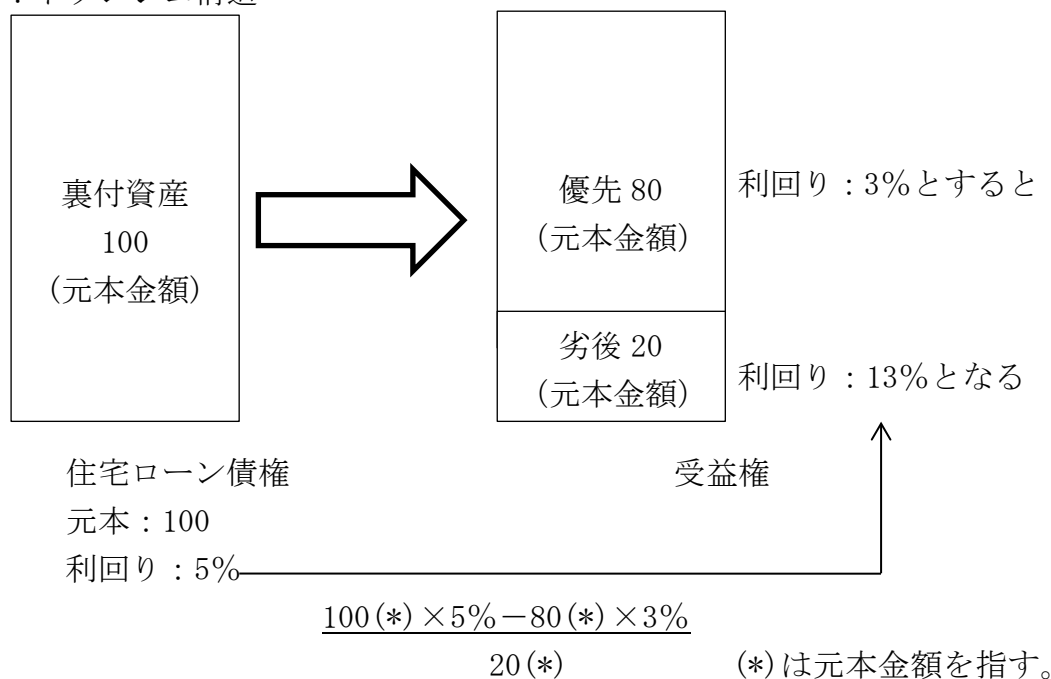 裏付資産
100
(元本金額)
優先 80
(元本金額)
利回り：3％とすると
劣後 20
(元本金額)
利回り：13％となる
住宅ローン債権
元本：100
利回り：5％
受益権
100(*)×5％－80(*)×3％
20(*)
(*)は元本金額を指す。